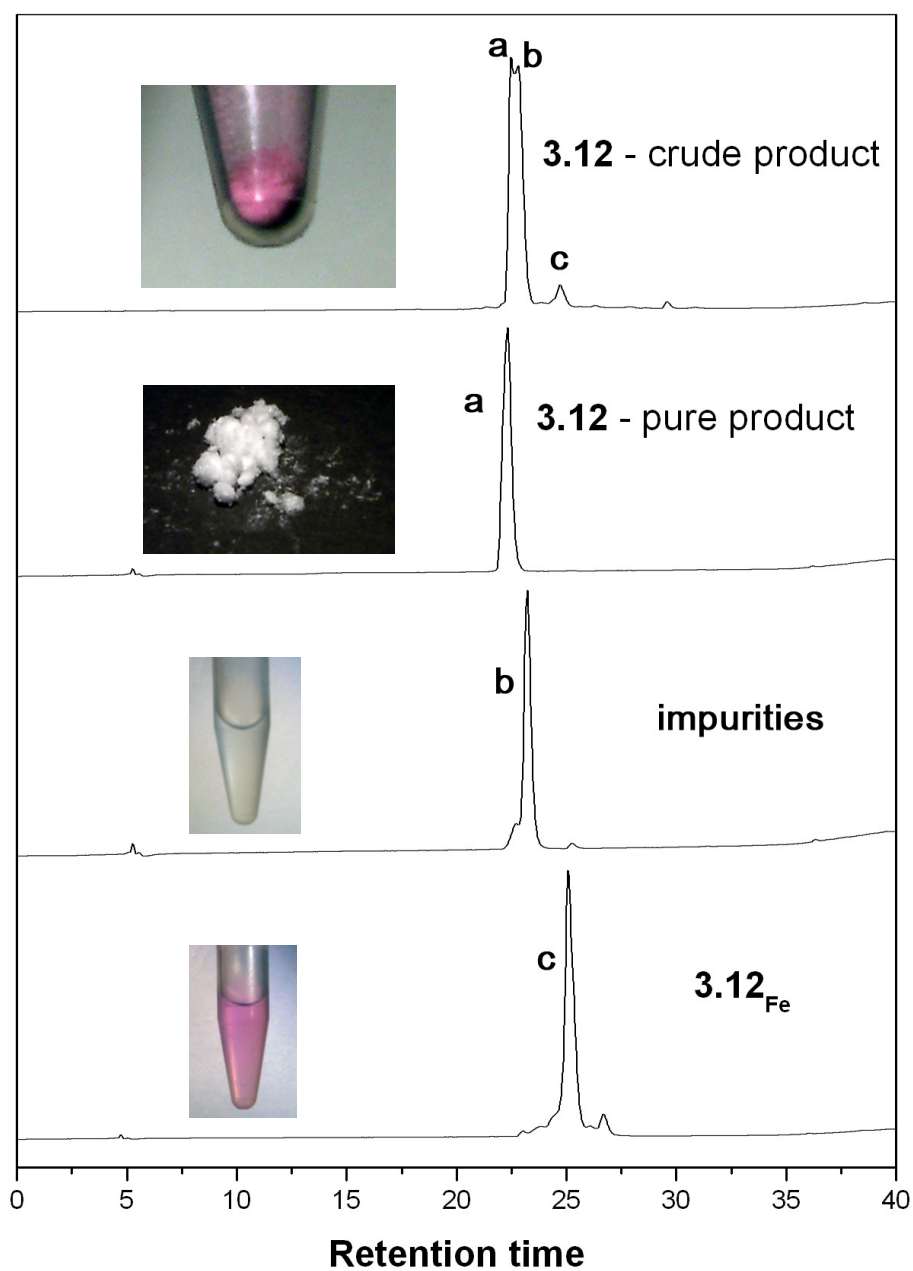 a b
3.12 - crude product
c
a
3.12 - pure product
b
impurities
c
3.12Fe
0 5 10 15 20 25 30 35 40
Retention time